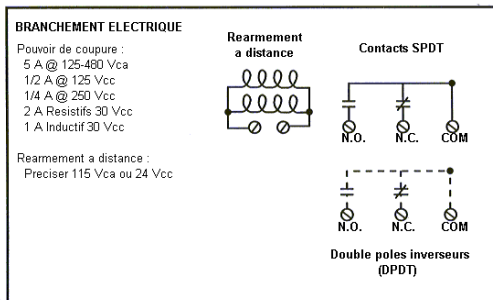 BRANCHEMENT ELECTRIQUE
Pouvoir de coupure :
5 A @ 125-480 Vca
1/2 A @ 125 Vcc
1/4 A @ 250 Vcc
2 A Resistifs 30 Vcc
1 A Inductif 30 Vcc
Rearmement a distance :
Preciser 115 Vca ou 24 Vcc
Rearmement
a distance
Contacts SPDT
N.O. N.C. COM
N.O. N.C. COM
Double poles inverseurs
(DPDT)